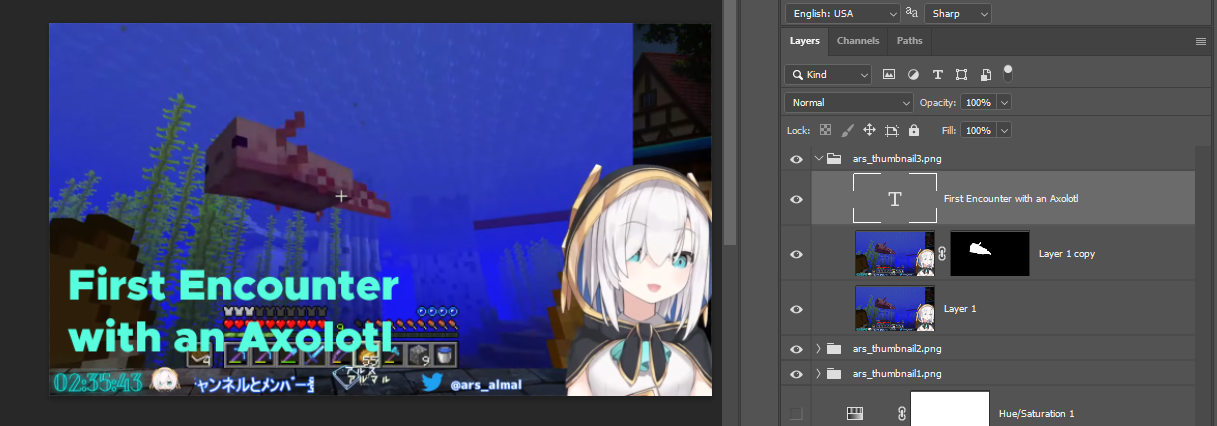 English: USA
aa
Sharp
Layers
Channels
Paths
Kind
Normal
Opacity: 100%
Lock:
Fill: 100%
ars_thumbnail3.png
T
First Encounter with an Axolotl
Layer 1 copy
Layer 1
ars_thumbnail2.png
ars_thumbnail1.png
Hue/Saturation 1
First Encounter
with an Axolotl
9
4
55
9
02:35:43
ャンネルとメンバー
アルス
アルマル
@ars_almal